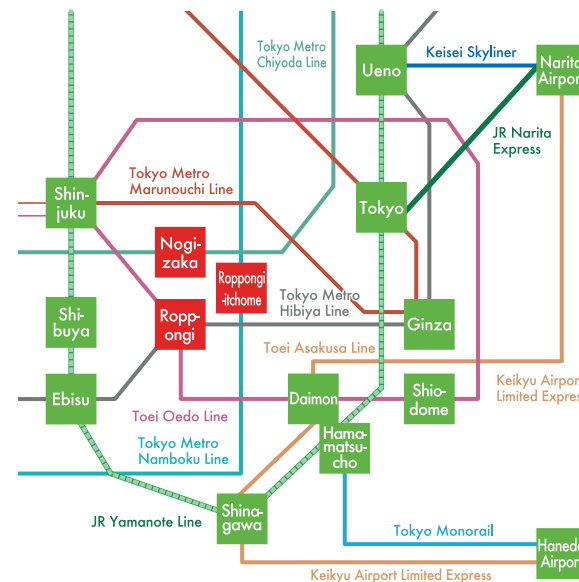 Tokyo Metro
Chiyoda Line
Ueno
Keisei Skyliner
Narita
Airport
JR Narita
Express
Tokyo Metro
Marunouchi Line
Shin-
juku
Tokyo
Nogi-
zaka
Roppongi
-itchome
Tokyo Metro
Hibiya Line
Shi-
buya
Ropp-
ongi
Ginza
Toei Asakusa Line
Keikyu Airport
Limited Express
Ebisu
Daimon
Shio-
dome
Toei Oedo Line
Hama-
matsu-
cho
Tokyo Metro
Namboku Line
JR Yamanote Line
Shina-
gawa
Tokyo Monorail
Haneda
Airport
Keikyu Airport Limited Express